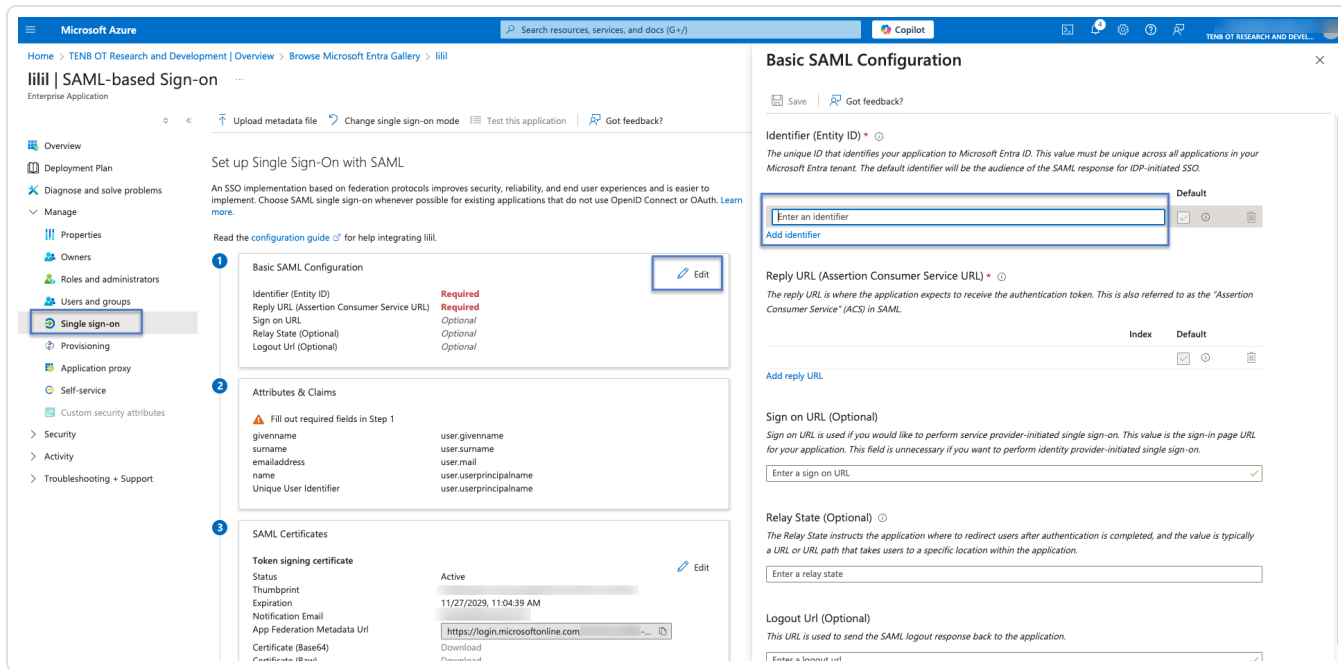 Microsoft Azure
Search resources, services, and docs (G+/)
Copilot
4
TENB OT RESEARCH AND DEVEL...
Home > TENB OT Research and Development | Overview > Browse Microsoft Entra Gallery > lilil
lilil | SAML-based Sign-on ...
Enterprise Application
Upload metadata file
Change single sign-on mode
Test this application
Got feedback?
Overview
Deployment Plan
Diagnose and solve problems
Manage
Properties
Owners
Roles and administrators
Users and groups
Single sign-on
Provisioning
Application proxy
Self-service
Custom security attributes
Security
Activity
Troubleshooting + Support
Set up Single Sign-On with SAML
An SSO implementation based on federation protocols improves security, reliability, and end user experiences and is easier to
implement. Choose SAML single sign-on whenever possible for existing applications that do not use OpenID Connect or OAuth. Learn
more.
Read the configuration guide for help integrating lilil.
1
Basic SAML Configuration
Edit
Identifier (Entity ID) Required
Reply URL (Assertion Consumer Service URL) Required
Sign on URL Optional
Relay State (Optional) Optional
Logout Url (Optional) Optional
2
Attributes & Claims
Fill out required fields in Step 1
givenname user.givenname
surname user.surname
emailaddress user.mail
name user.userprincipalname
Unique User Identifier user.userprincipalname
3
SAML Certificates
Token signing certificate
Edit
Status Active
Thumbprint
Expiration 11/27/2029, 11:04:39 AM
Notification Email
App Federation Metadata Url https://login.microsoftonline.com -...
Certificate (Base64) Download
Certificate (Raw) Download
Basic SAML Configuration
Save
Got feedback?
Identifier (Entity ID) *
The unique ID that identifies your application to Microsoft Entra ID. This value must be unique across all applications in your
Microsoft Entra tenant. The default identifier will be the audience of the SAML response for IDP-initiated SSO.
Default
Enter an identifier
Add identifier
Reply URL (Assertion Consumer Service URL) *
The reply URL is where the application expects to receive the authentication token. This is also referred to as the "Assertion
Consumer Service" (ACS) in SAML.
Index Default
Add reply URL
Sign on URL (Optional)
Sign on URL is used if you would like to perform service provider-initiated single sign-on. This value is the sign-in page URL
for your application. This field is unnecessary if you want to perform identity provider-initiated single sign-on.
Enter a sign on URL
Relay State (Optional)
The Relay State instructs the application where to redirect users after authentication is completed, and the value is typically
a URL or URL path that takes users to a specific location within the application.
Enter a relay state
Logout Url (Optional)
This URL is used to send the SAML logout response back to the application.
Enter a logout url